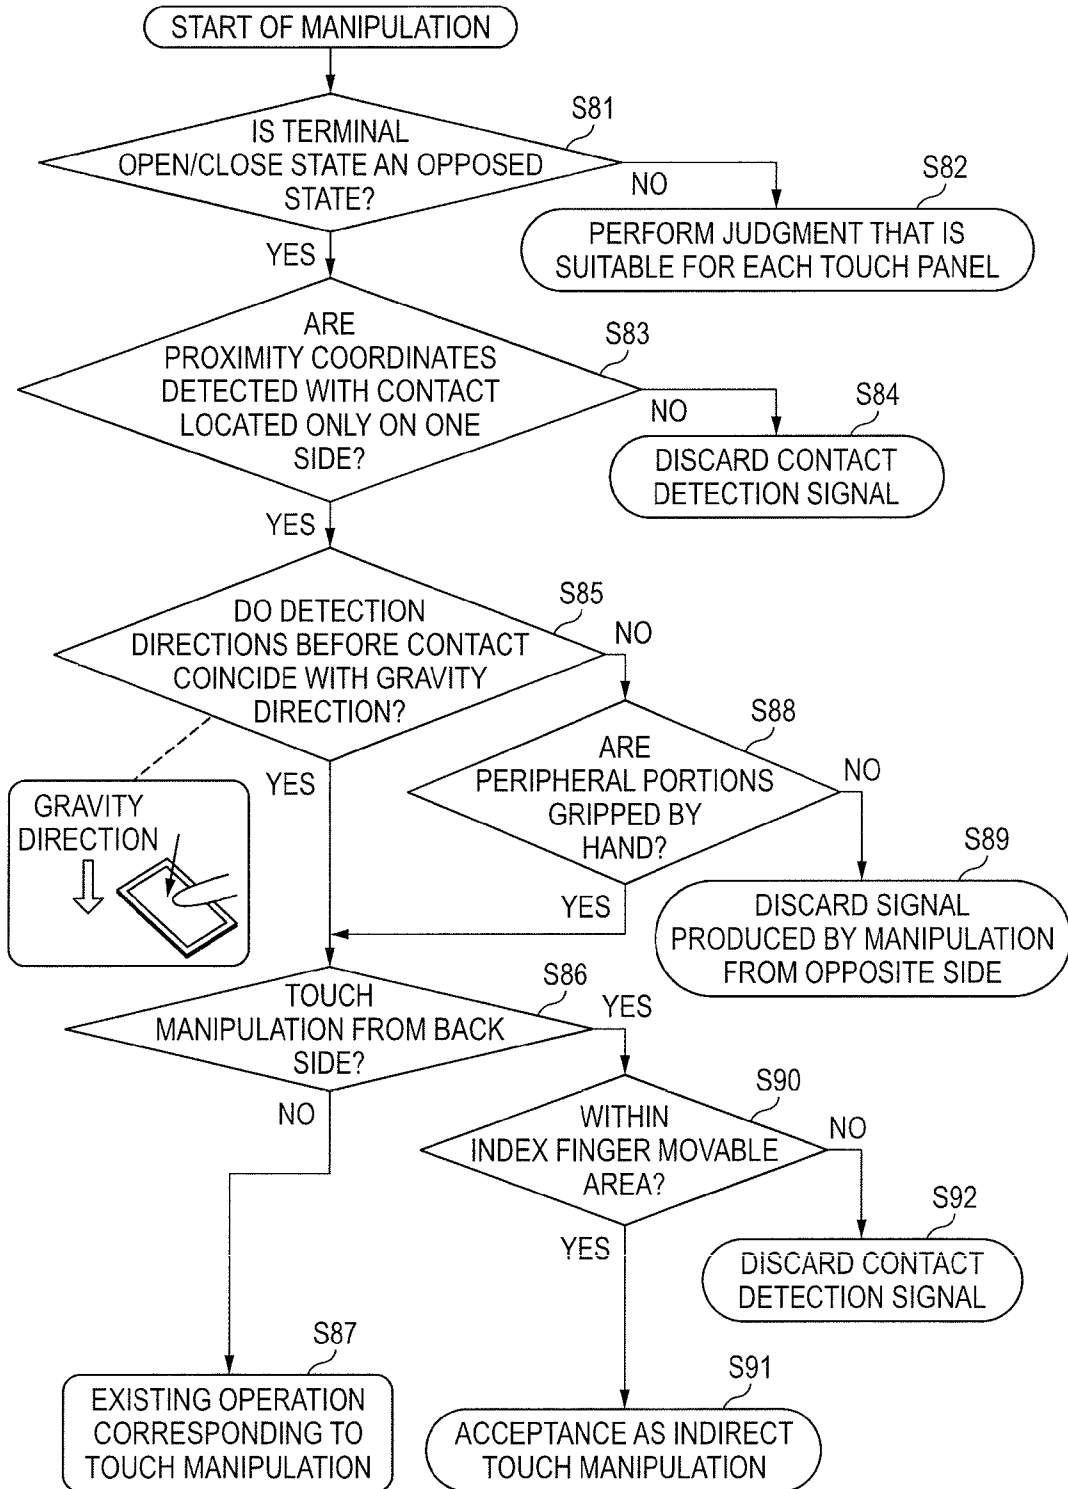 START OF MANIPULATION
S81
IS TERMINAL
OPEN/CLOSE STATE AN OPPOSED
STATE?
NO
S82
PERFORM JUDGMENT THAT IS
SUITABLE FOR EACH TOUCH PANEL
YES
S83
ARE
PROXIMITY COORDINATES
DETECTED WITH CONTACT
LOCATED ONLY ON ONE
SIDE?
NO
S84
DISCARD CONTACT
DETECTION SIGNAL
YES
S85
DO DETECTION
DIRECTIONS BEFORE CONTACT
COINCIDE WITH GRAVITY
DIRECTION?
NO
YES
GRAVITY
DIRECTION
S88
ARE
PERIPHERAL PORTIONS
GRIPPED BY
HAND?
NO
YES
S89
DISCARD SIGNAL
PRODUCED BY MANIPULATION
FROM OPPOSITE SIDE
S86
TOUCH
MANIPULATION FROM BACK
SIDE?
YES
NO
S90
WITHIN
INDEX FINGER MOVABLE
AREA?
NO
YES
S92
DISCARD CONTACT
DETECTION SIGNAL
S87
EXISTING OPERATION
CORRESPONDING TO
TOUCH MANIPULATION
S91
ACCEPTANCE AS INDIRECT
TOUCH MANIPULATION